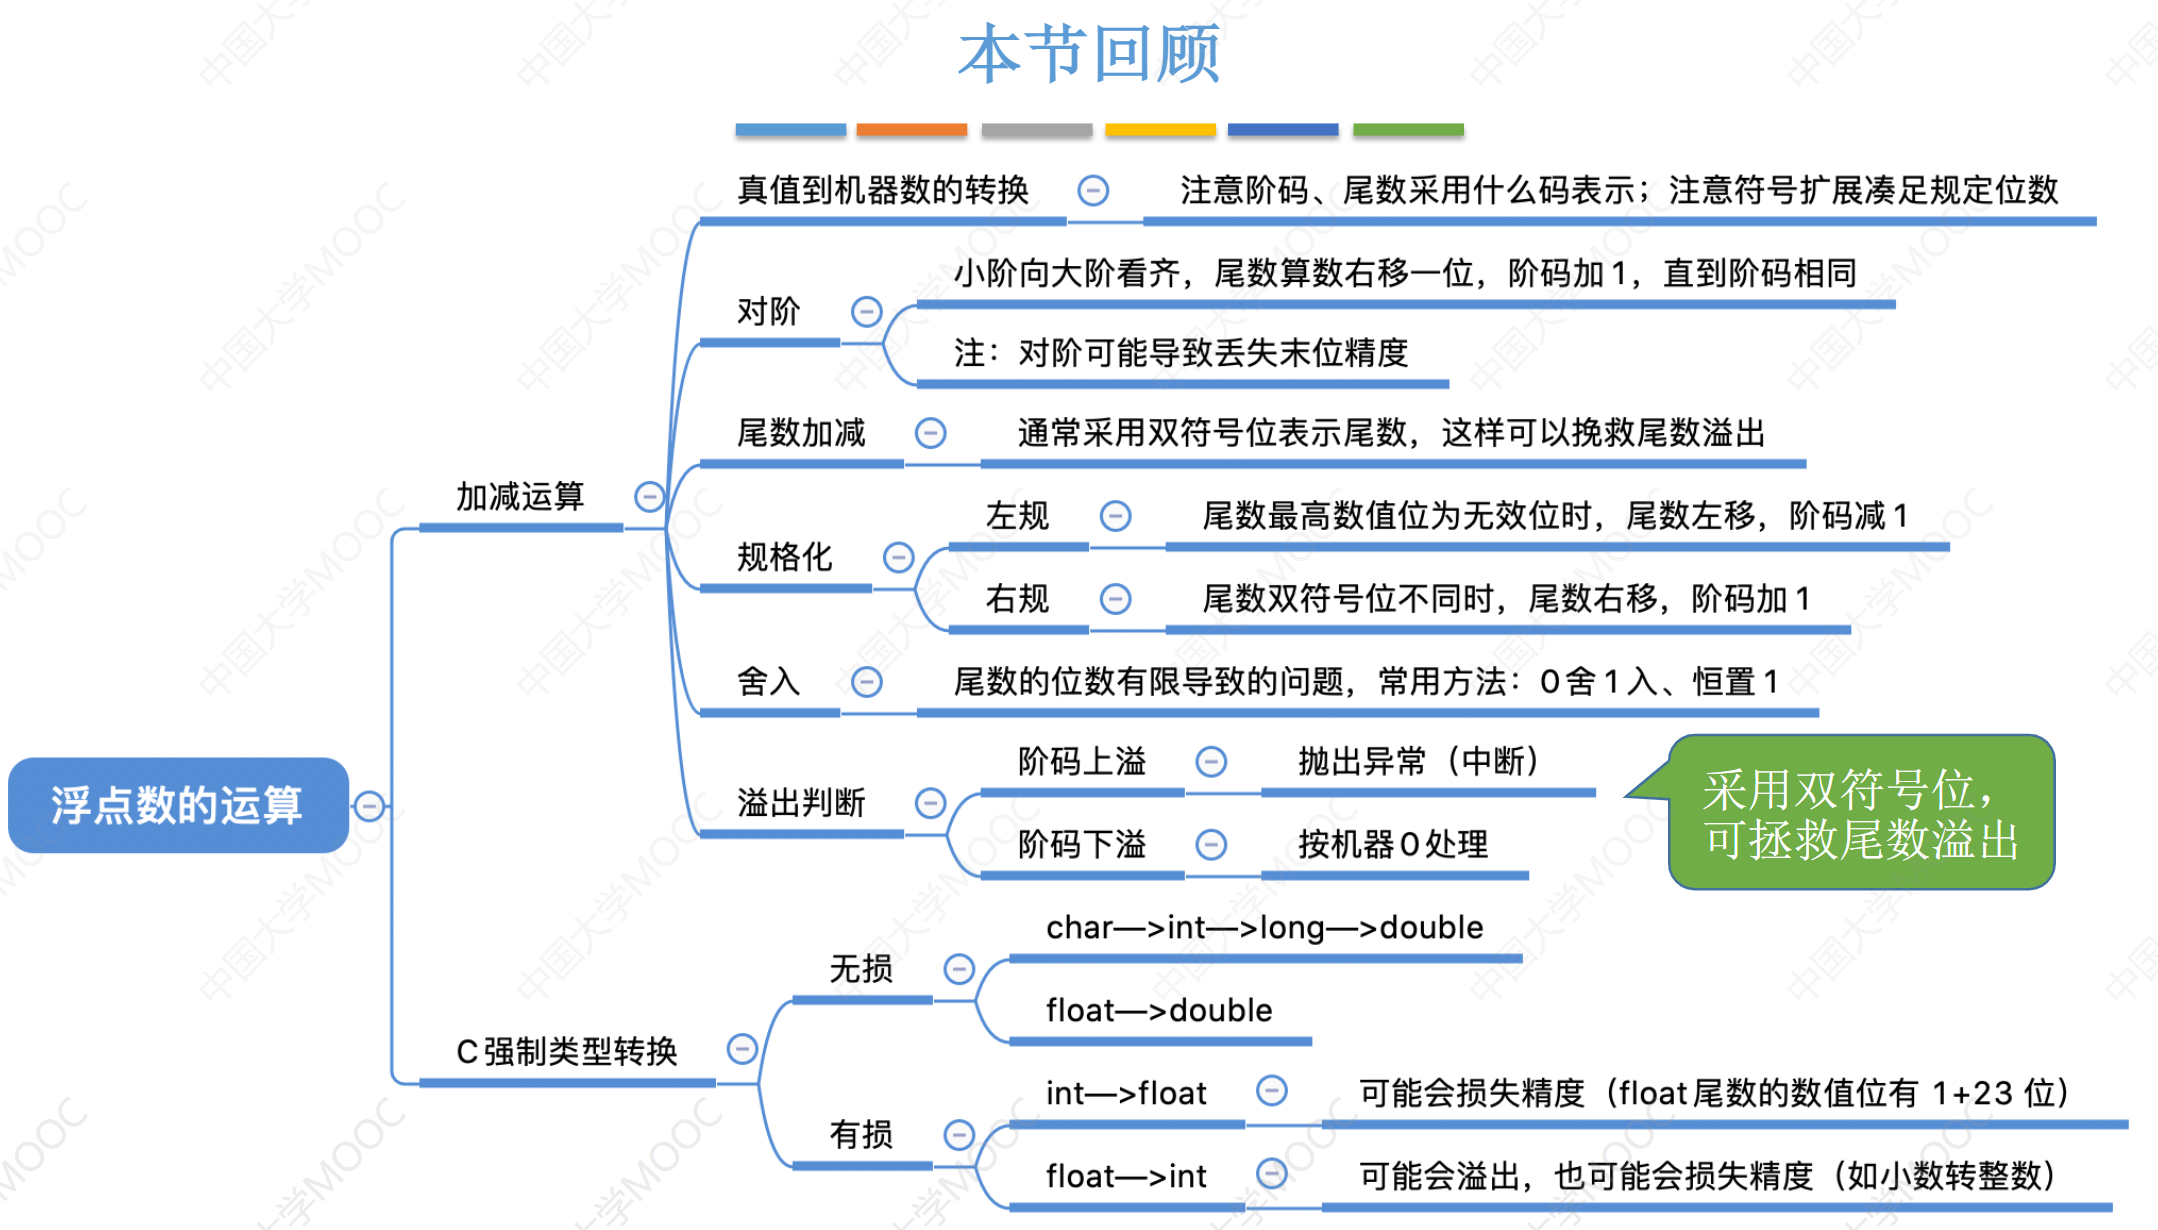 本节回顾
真值到机器数的转换
注意阶码、尾数采用什么码表示；注意符号扩展凑足规定位数
对阶
小阶向大阶看齐，尾数算数右移一位，阶码加1，直到阶码相同
注：对阶可能导致丢失末位精度
尾数加减
通常采用双符号位表示尾数，这样可以挽救尾数溢出
加减运算
规格化
左规
尾数最高数值位为无效位时，尾数左移，阶码减1
右规
尾数双符号位不同时，尾数右移，阶码加1
舍入
尾数的位数有限导致的问题，常用方法：0舍1入、恒置1
溢出判断
阶码上溢
抛出异常（中断）
阶码下溢
按机器0处理
采用双符号位，
可拯救尾数溢出
浮点数的运算
C强制类型转换
无损
char—>int—>long—>double
float—>double
有损
int—>float
可能会损失精度（float尾数的数值位有 1+23 位）
float—>int
可能会溢出，也可能会损失精度（如小数转整数）
中国大学MOOC